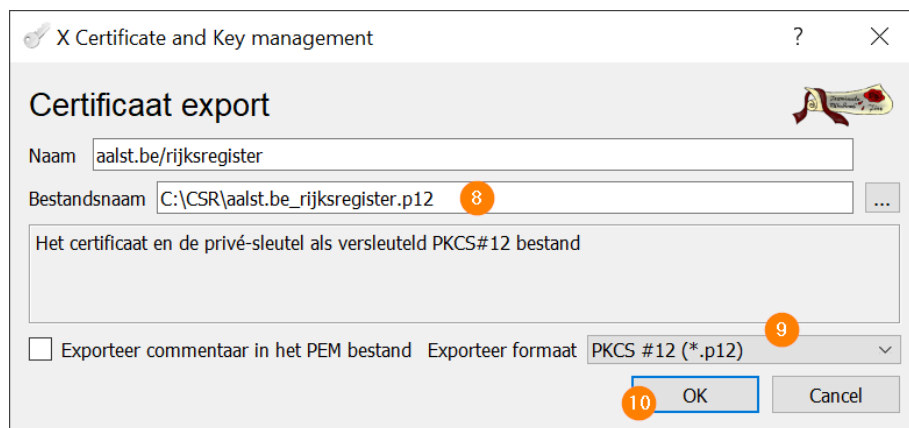 X Certificate and Key management ?
Certificaat export
Naam aalst.be/rijksregister
Bestandsnaam C:\CSR\aalst.be_rijksregister.p12 8 ...
Het certificaat en de privé-sleutel als versleuteld PKCS#12 bestand
9
Exporteer commentaar in het PEM bestand Exporteer formaat PKCS #12 (*.p12)
10 OK Cancel